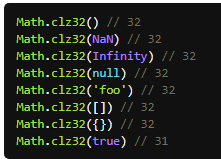 Math.clz32() // 32
Math.clz32(NaN) // 32
Math.clz32(Infinity) // 32
Math.clz32(null) // 32
Math.clz32('foo') // 32
Math.clz32([]) // 32
Math.clz32({}) // 32
Math.clz32(true) // 31